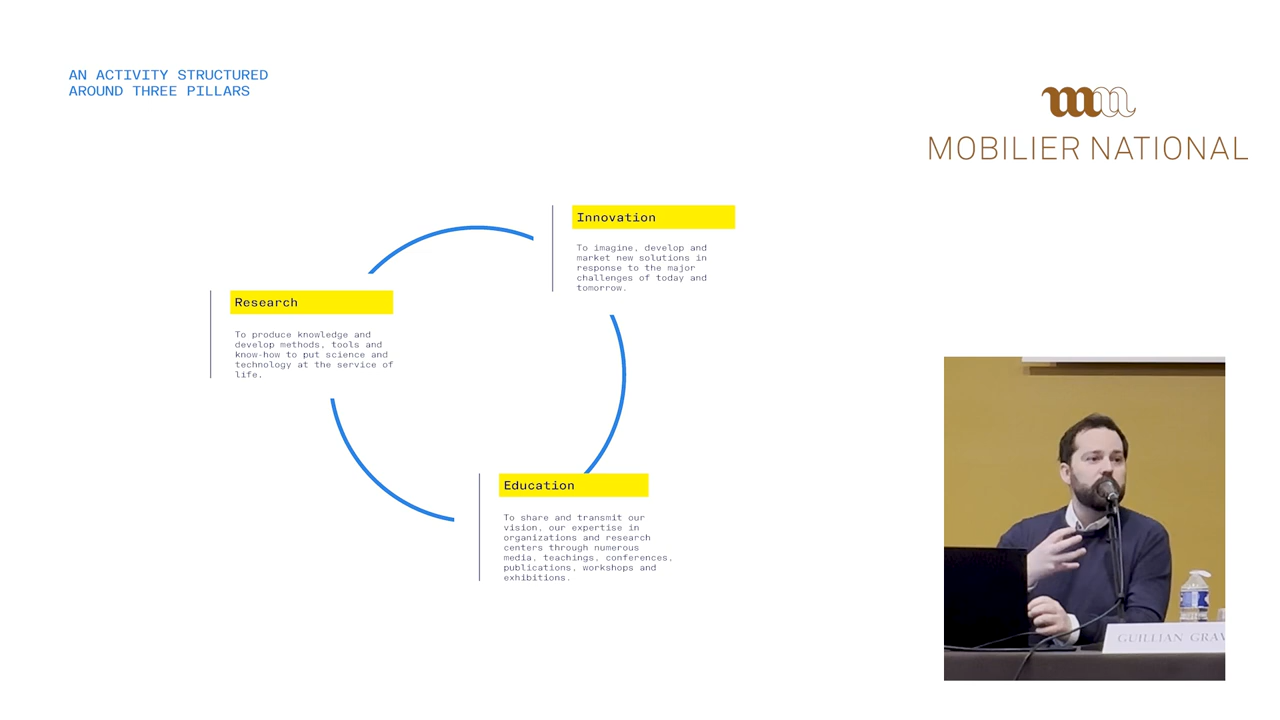 AN ACTIVITY STRUCTURED
AROUND THREE PILLARS
mm
MOBILIER NATIONAL
Innovation
To imagine, develop and
market new solutions in
response to the major
challenges of today and
tomorrow.
Research
To produce knowledge and
develop methods, tools and
know-how to put science and
technology at the service of
life.
Education
To share and transmit our
vision, our expertise in
organizations and research
centers through numerous
media, teachings, conferences,
publications, workshops and
exhibitions.
GUILLIAN GRAV